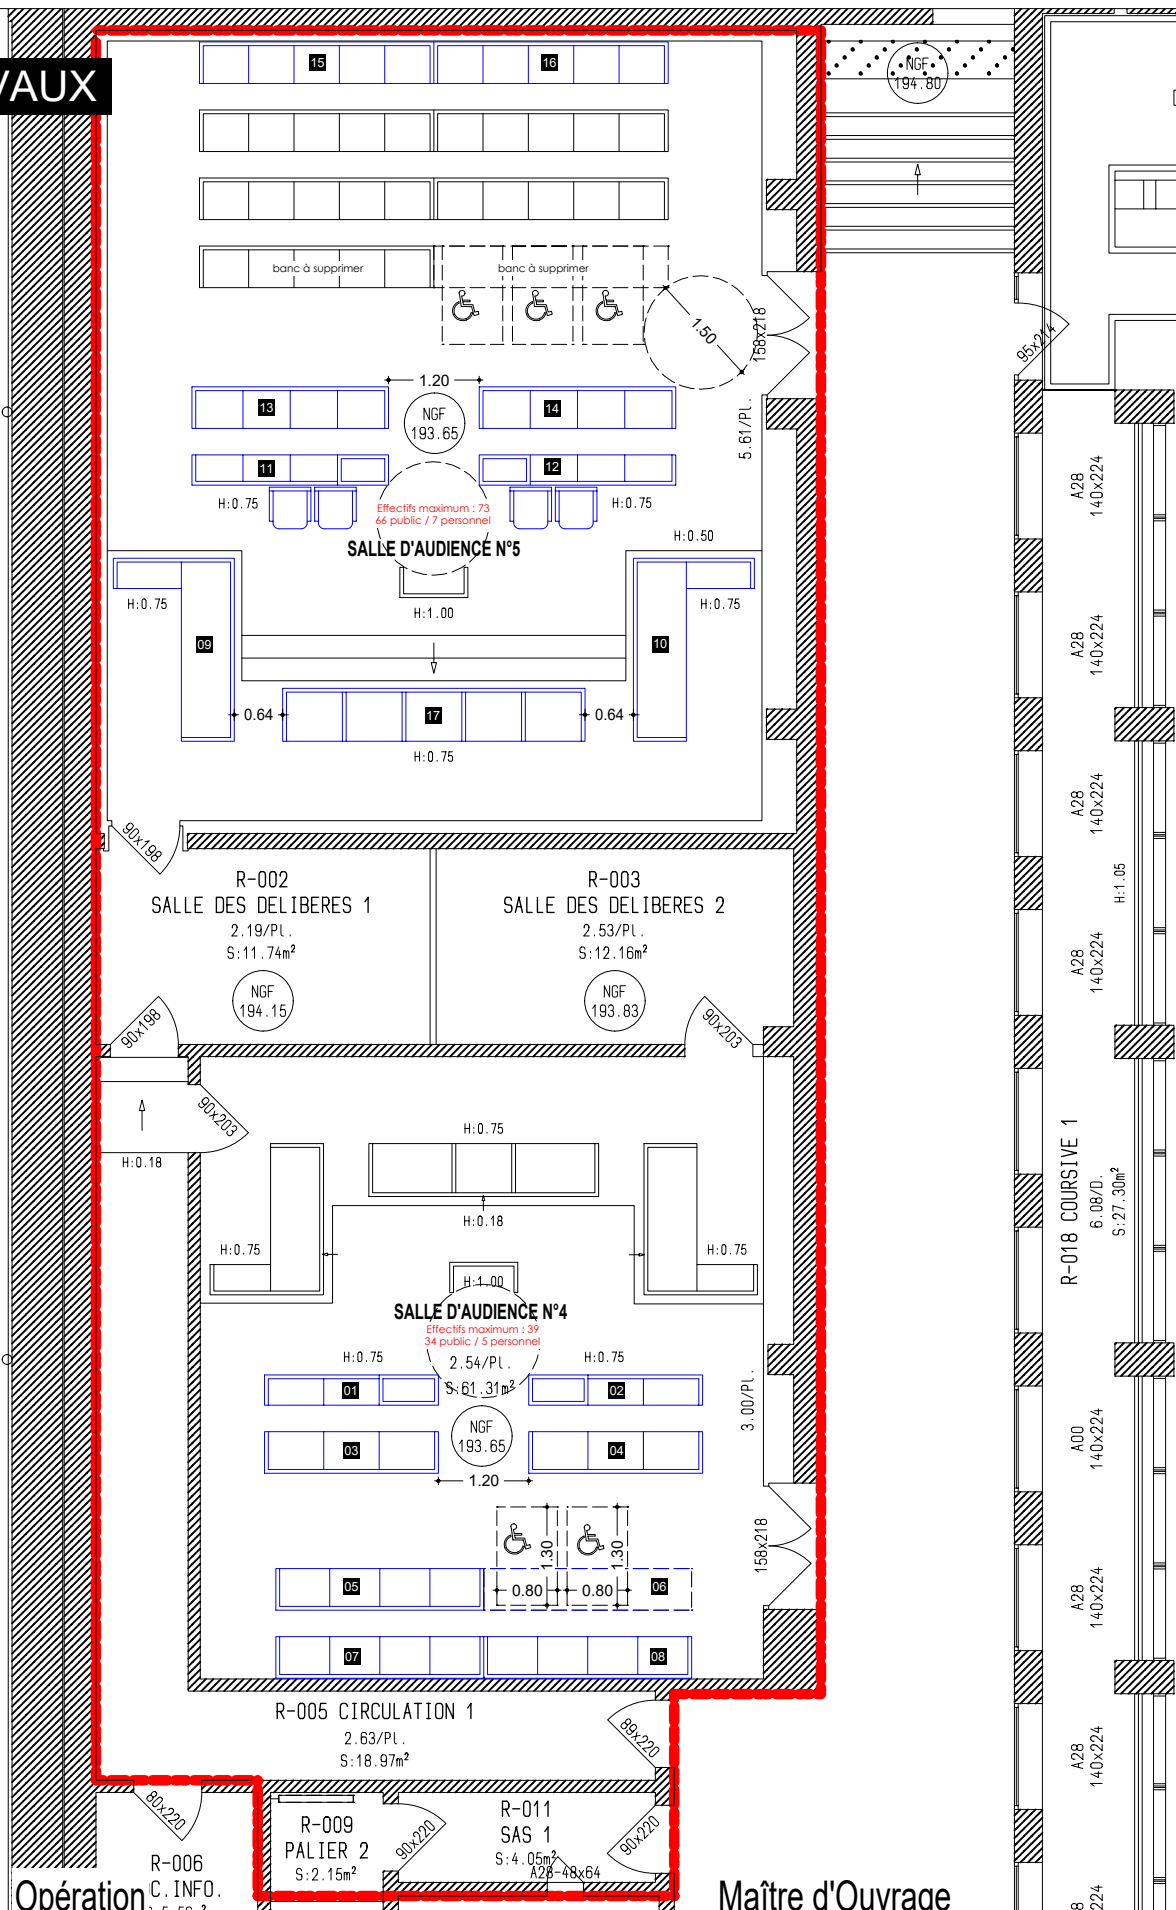 VAUX
15
16
NGF
194.80
banc à supprimer
banc à supprimer
1.50
158x218
95x214
1.20
13
14
NGF
193.65
5.61/PL.
11
12
H:0.75
H:0.75
Effectifs maximum : 73
66 public / 7 personnel
SALLE D'AUDIENCE N°5
H:0.50
H:0.75
H:1.00
H:0.75
09
10
0.64
17
0.64
H:0.75
A28
140x224
A28
140x224
A28
140x224
H:1.05
A28
140x224
90x198
R-002
SALLE DES DELIBERES 1
2.19/PL.
S:11.74m²
NGF
194.15
R-003
SALLE DES DELIBERES 2
2.53/PL.
S:12.16m²
NGF
193.83
90x198
90x203
90x203
H:0.18
H:0.75
H:0.18
H:0.75
H:0.75
R-018 COURSIVE 1
6.08/D.
S:27.30m²
H:1.00
SALLE D'AUDIENCE N°4
Effectifs maximum : 39
34 public / 5 personnel
H:0.75
2.54/PL.
H:0.75
S:61.31m²
01
02
3.00/PL.
03
NGF
193.65
04
1.20
A00
140x224
1.30
1.30
158x218
05
0.80
0.80
06
A28
140x224
07
08
R-005 CIRCULATION 1
2.63/PL.
S:18.97m²
89x220
A28
140x224
80x220
R-009
PALIER 2
S:2.15m²
90x220
R-011
SAS 1
S:4.05m²
A28-48x64
90x220
R-006
C.INFO.
Opération
Maître d'Ouvrage
8
224